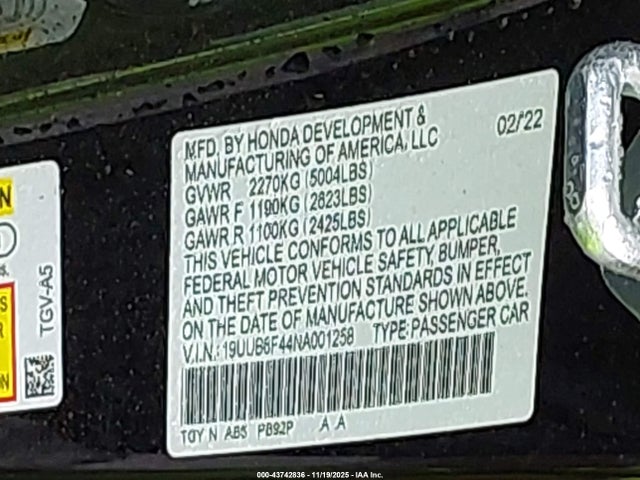 MFD. BY HONDA DEVELOPMENT & 02/'22
MANUFACTURING OF AMERICA, LLC
GVWR 2270KG (5004LBS)
GAWR F 1190KG (2623LBS)
GAWR R 1100KG (2425LBS)
THIS VEHICLE CONFORMS TO ALL APPLICABLE
FEDERAL MOTOR VEHICLE SAFETY BUMPER,
AND THEFT PREVENTION STANDARDS IN EFFECT
ON THE DATE OF MANUFACTURE SHOWN ABOVE.
V.I.N.: 19UUB6F44NA001258 TYPE:PASSENGER CAR
TGY N ABS PB92P A A
TGV-A5
000-43742836 - 11/19/2025 - IAA Inc.